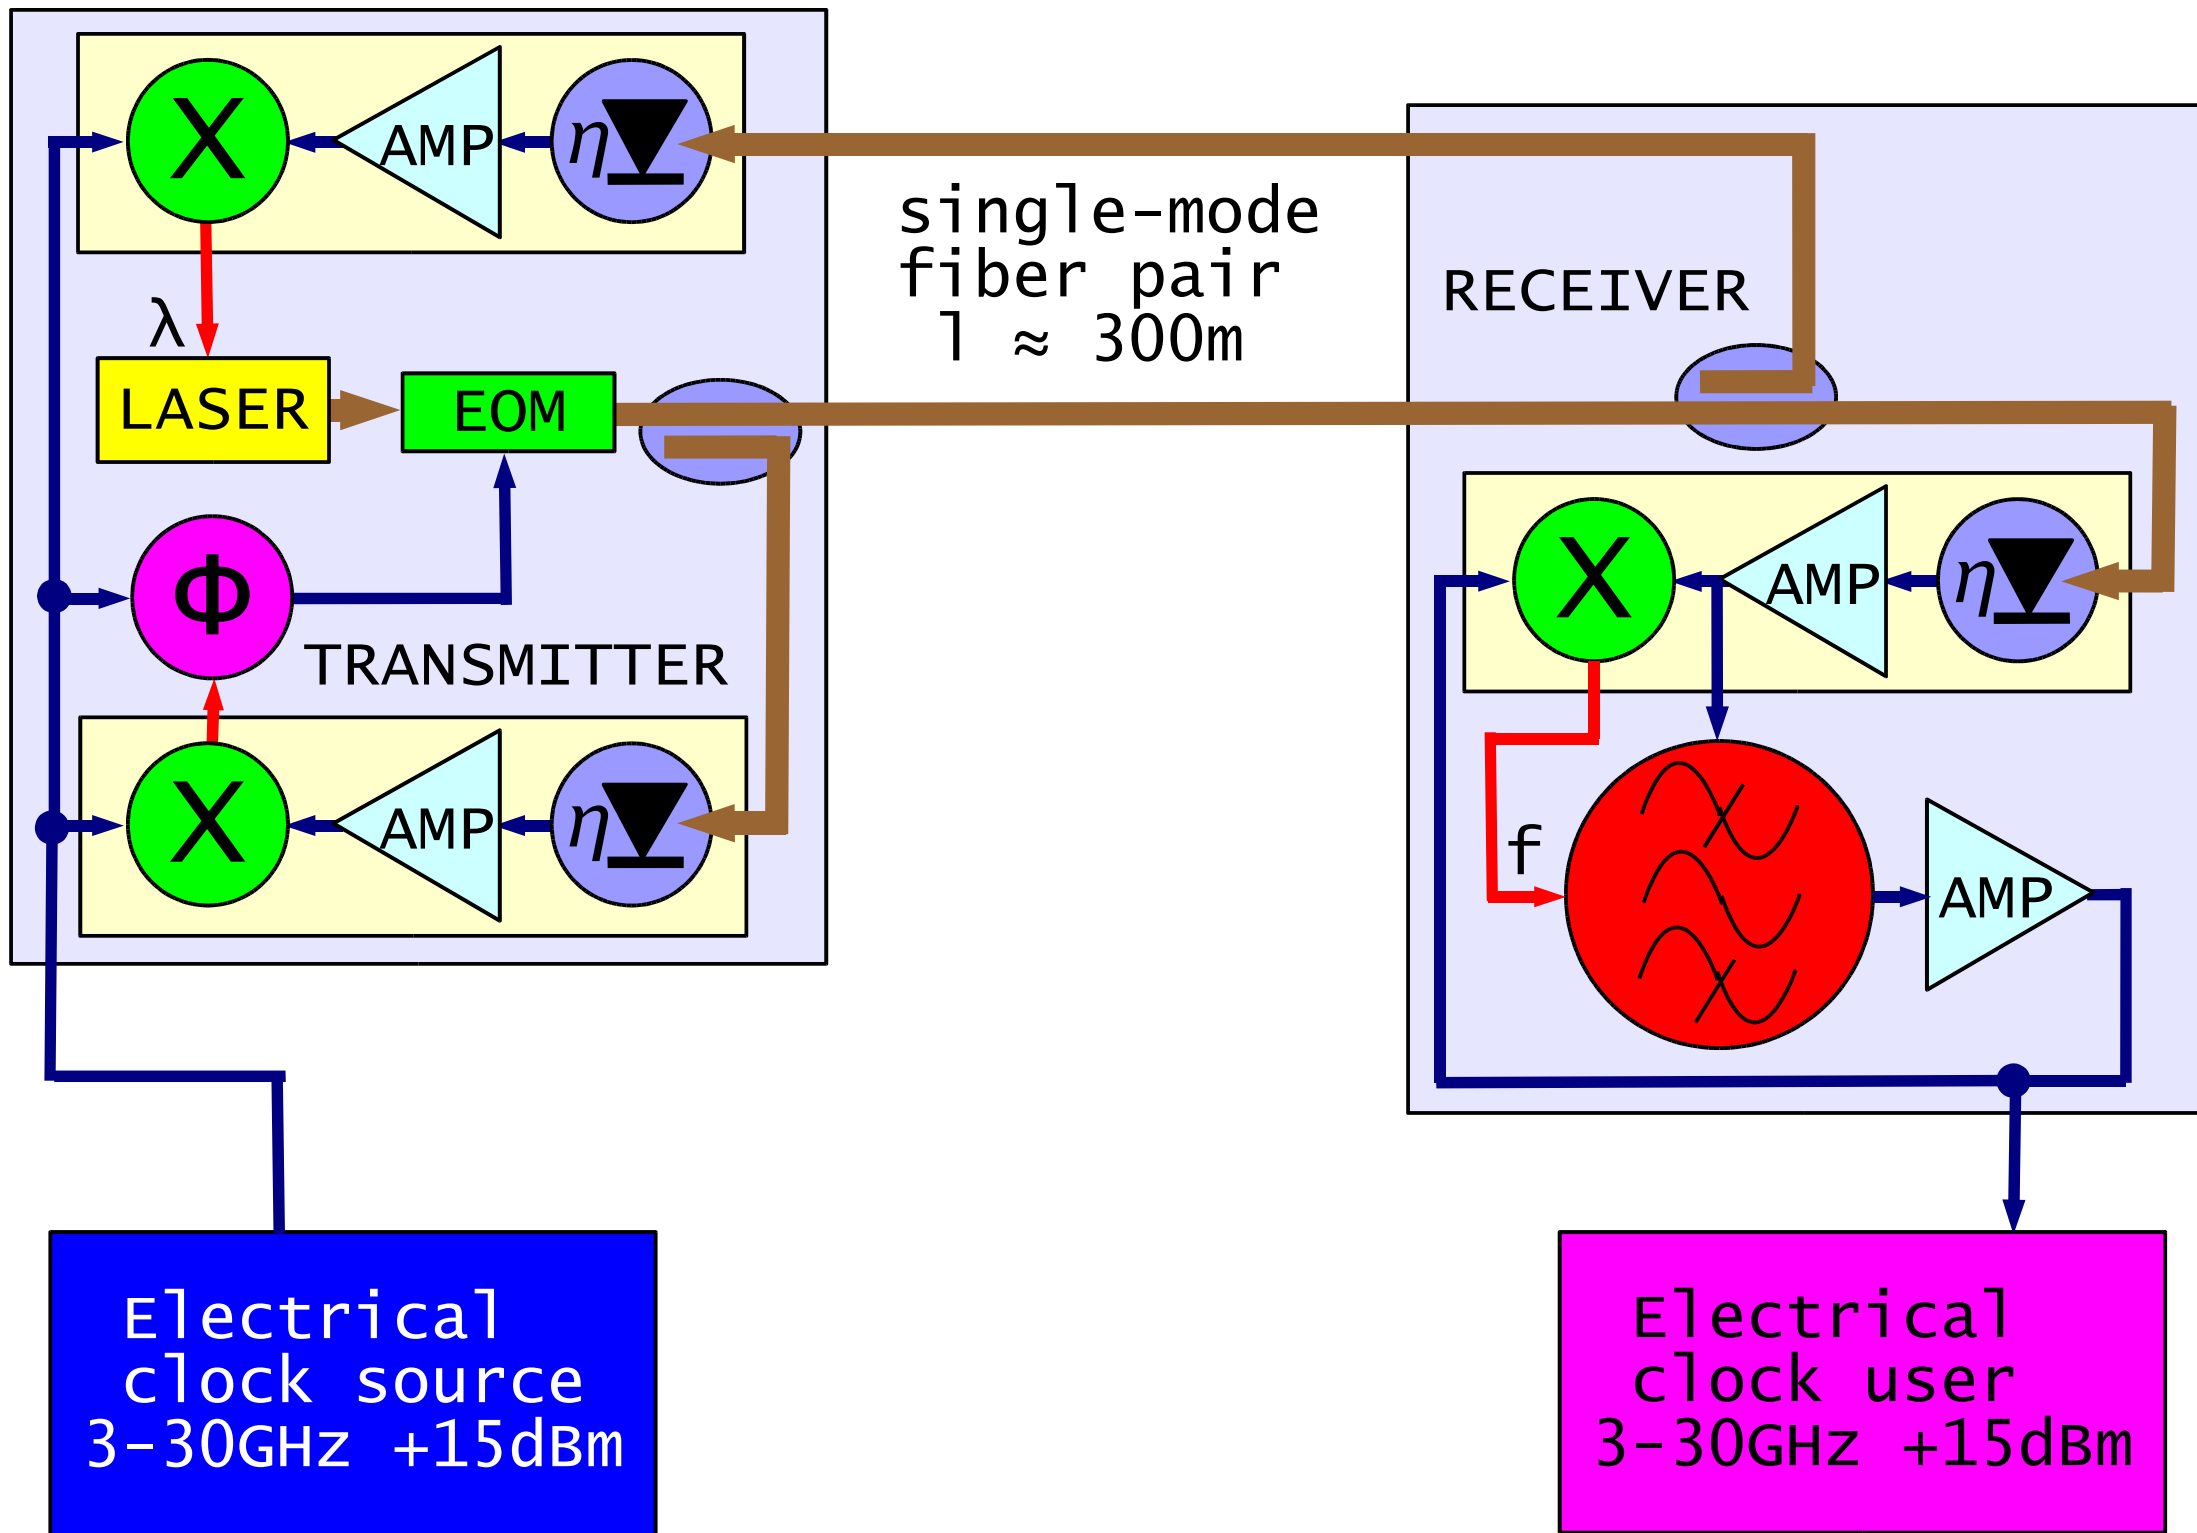 X
AMP
η
single-mode
fiber pair
l ≈ 300m
RECEIVER
λ
LASER
EOM
Φ
TRANSMITTER
X
AMP
η
X
AMP
η
f
AMP
Electrical
clock source
3-30GHz +15dBm
Electrical
clock user
3-30GHz +15dBm